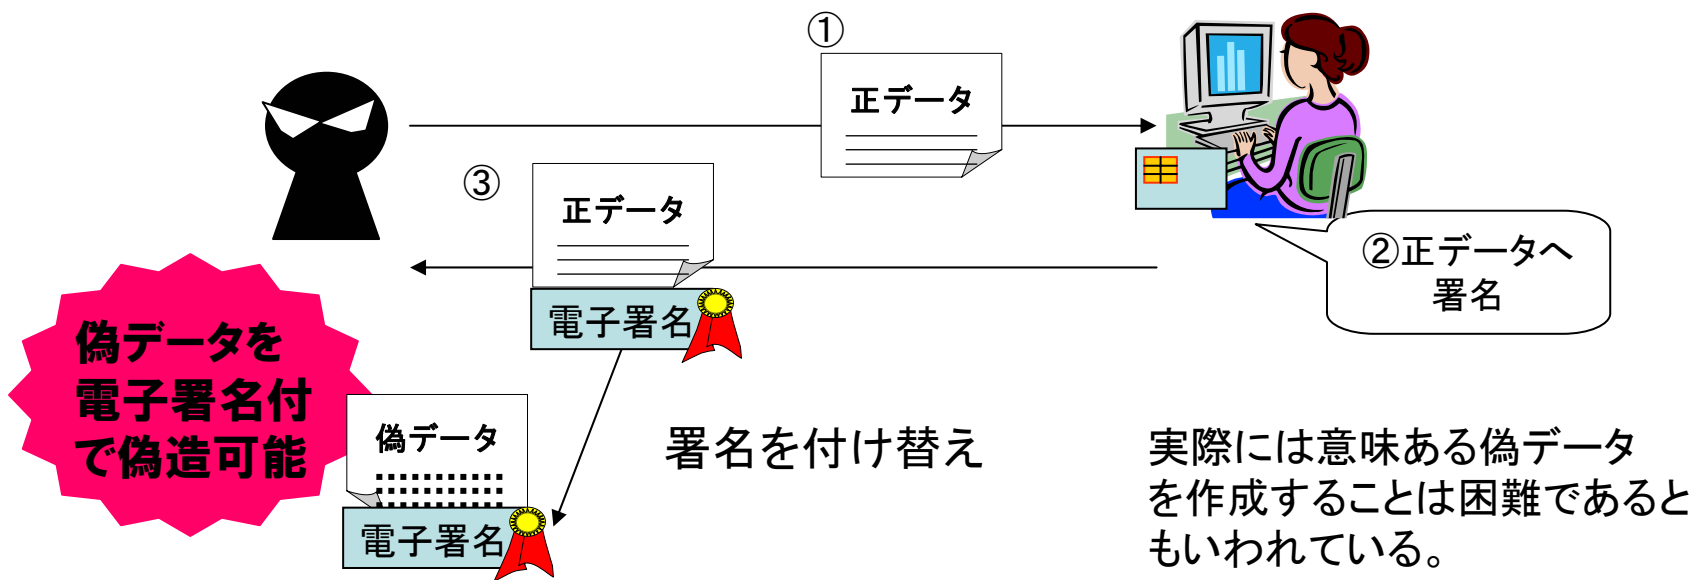 ①
正データ
③
正データ
②正データへ
署名
電子署名
偽データを
電子署名付
で偽造可能
偽データ
電子署名
署名を付け替え
実際には意味ある偽データ
を作成することは困難であると
もいわれている。